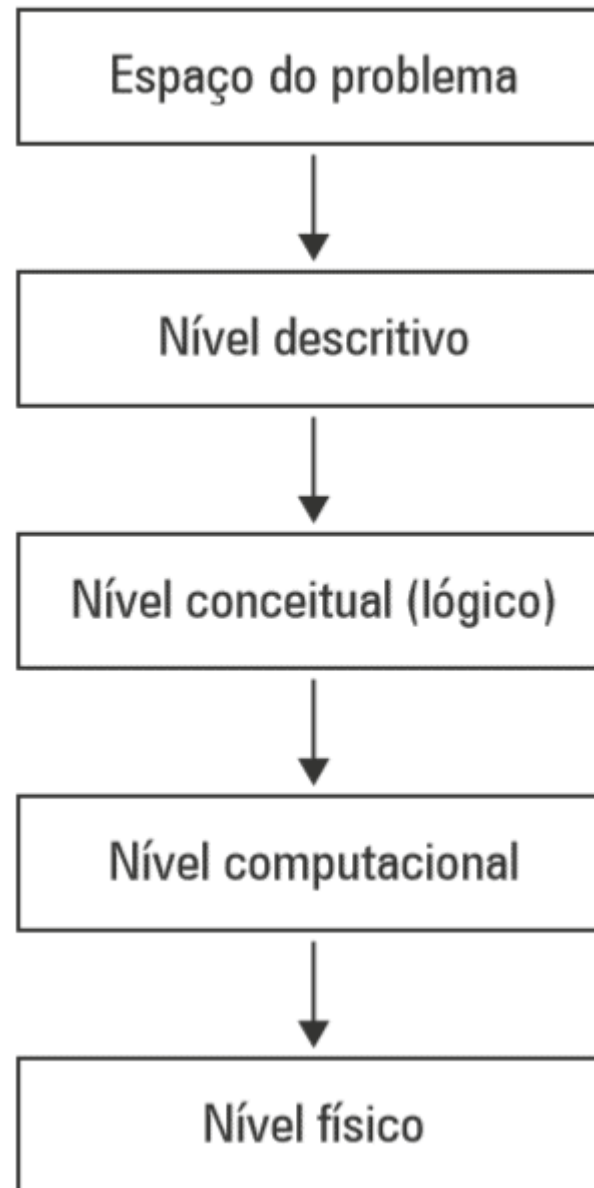 Espaço do problema
Nível descritivo
Nível conceitual (lógico)
Nível computacional
Nível físico